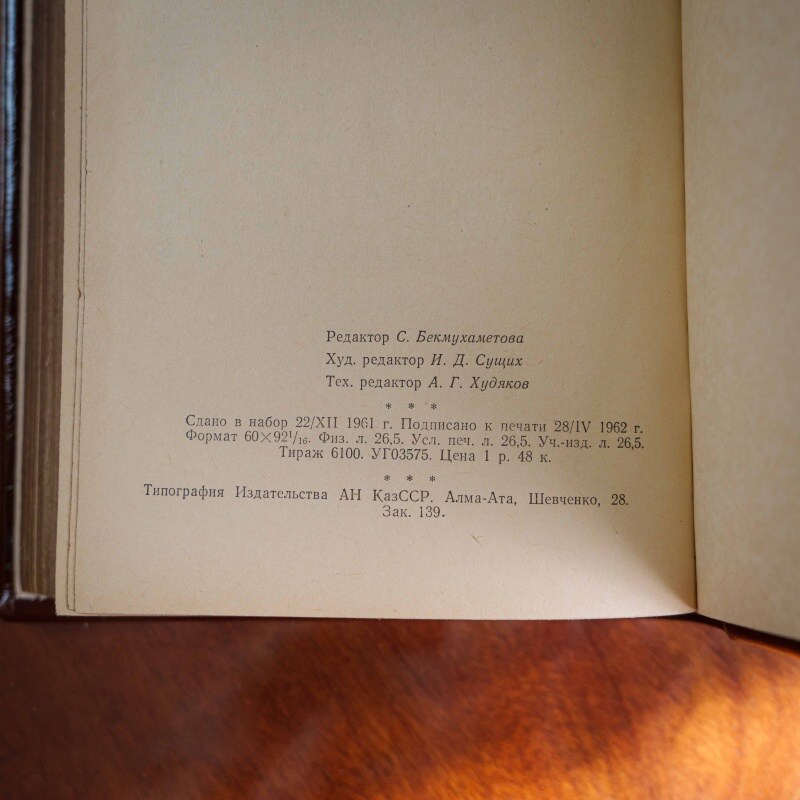 Редактор С. Бекмухаметова
Худ. редактор И. Д. Сущих
Тех. редактор А. Г. Худяков
* * *
Сдано в набор 22/XII 1961 г. Подписано к печати 28/IV 1962 г.
Формат 60×92¹/₁₆. Физ. л. 26,5. Усл. печ. л. 26,5. Уч.-изд. л. 26,5.
Тираж 6100. УГ03575. Цена 1 р. 48 к.
* * *
Типография Издательства АН ҚазССР. Алма-Ата, Шевченко, 28.
Зак. 139.